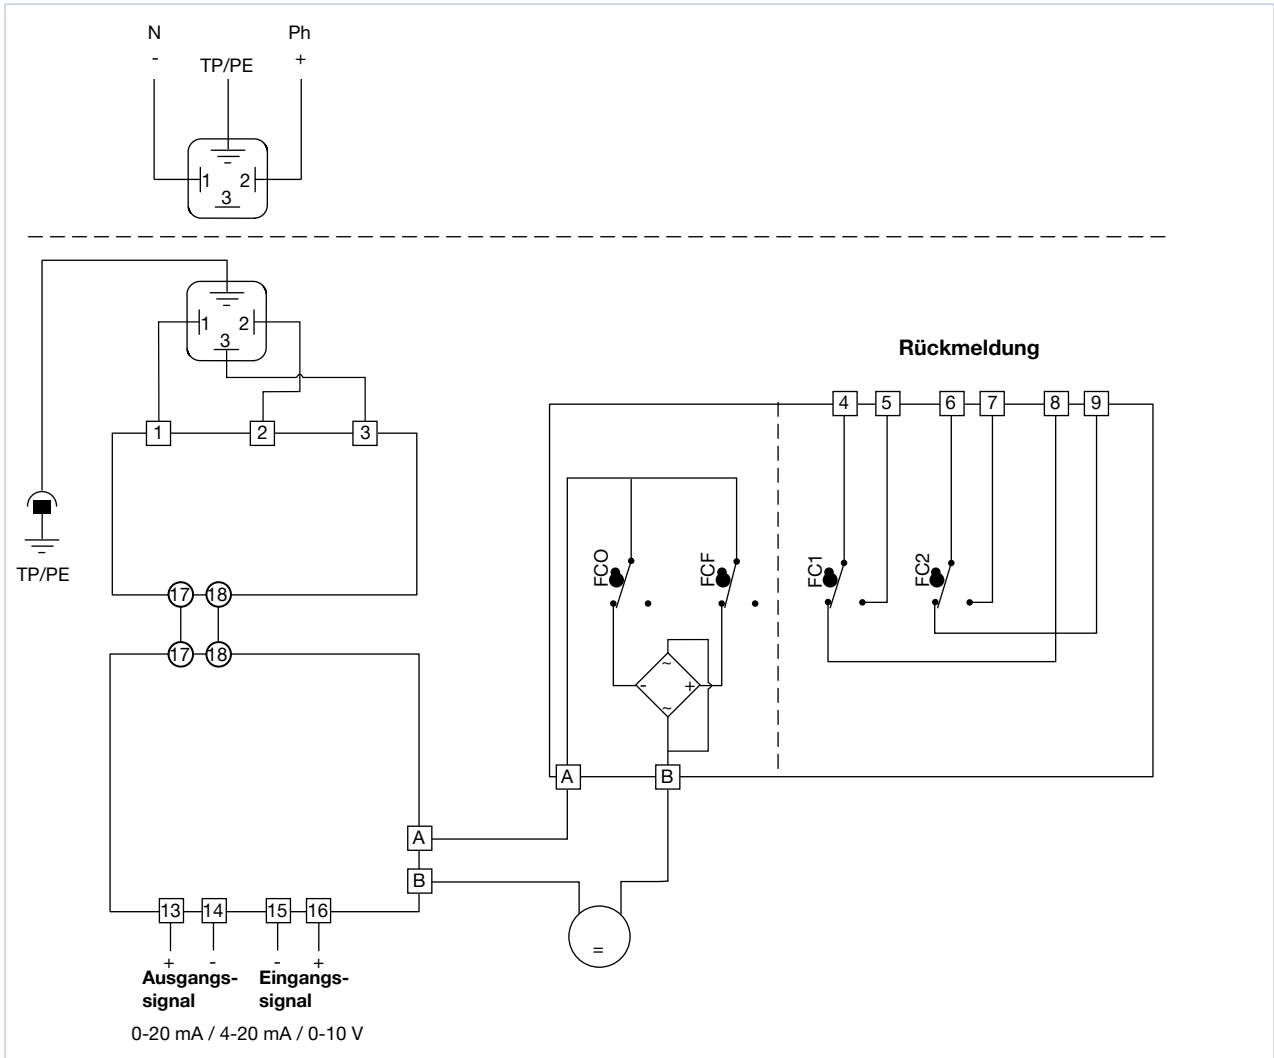 N
Ph
-
TP/PE
+
1
2
3
1
2
3
Rückmeldung
4
5
6
7
8
9
1
2
3
FCO
FCF
FC1
FC2
TP/PE
17
18
17
18
~
-
+
~
A
B
A
B
13
14
15
16
+
-
-
+
=
Ausgangs-
signal
Eingangs-
signal
0-20 mA / 4-20 mA / 0-10 V